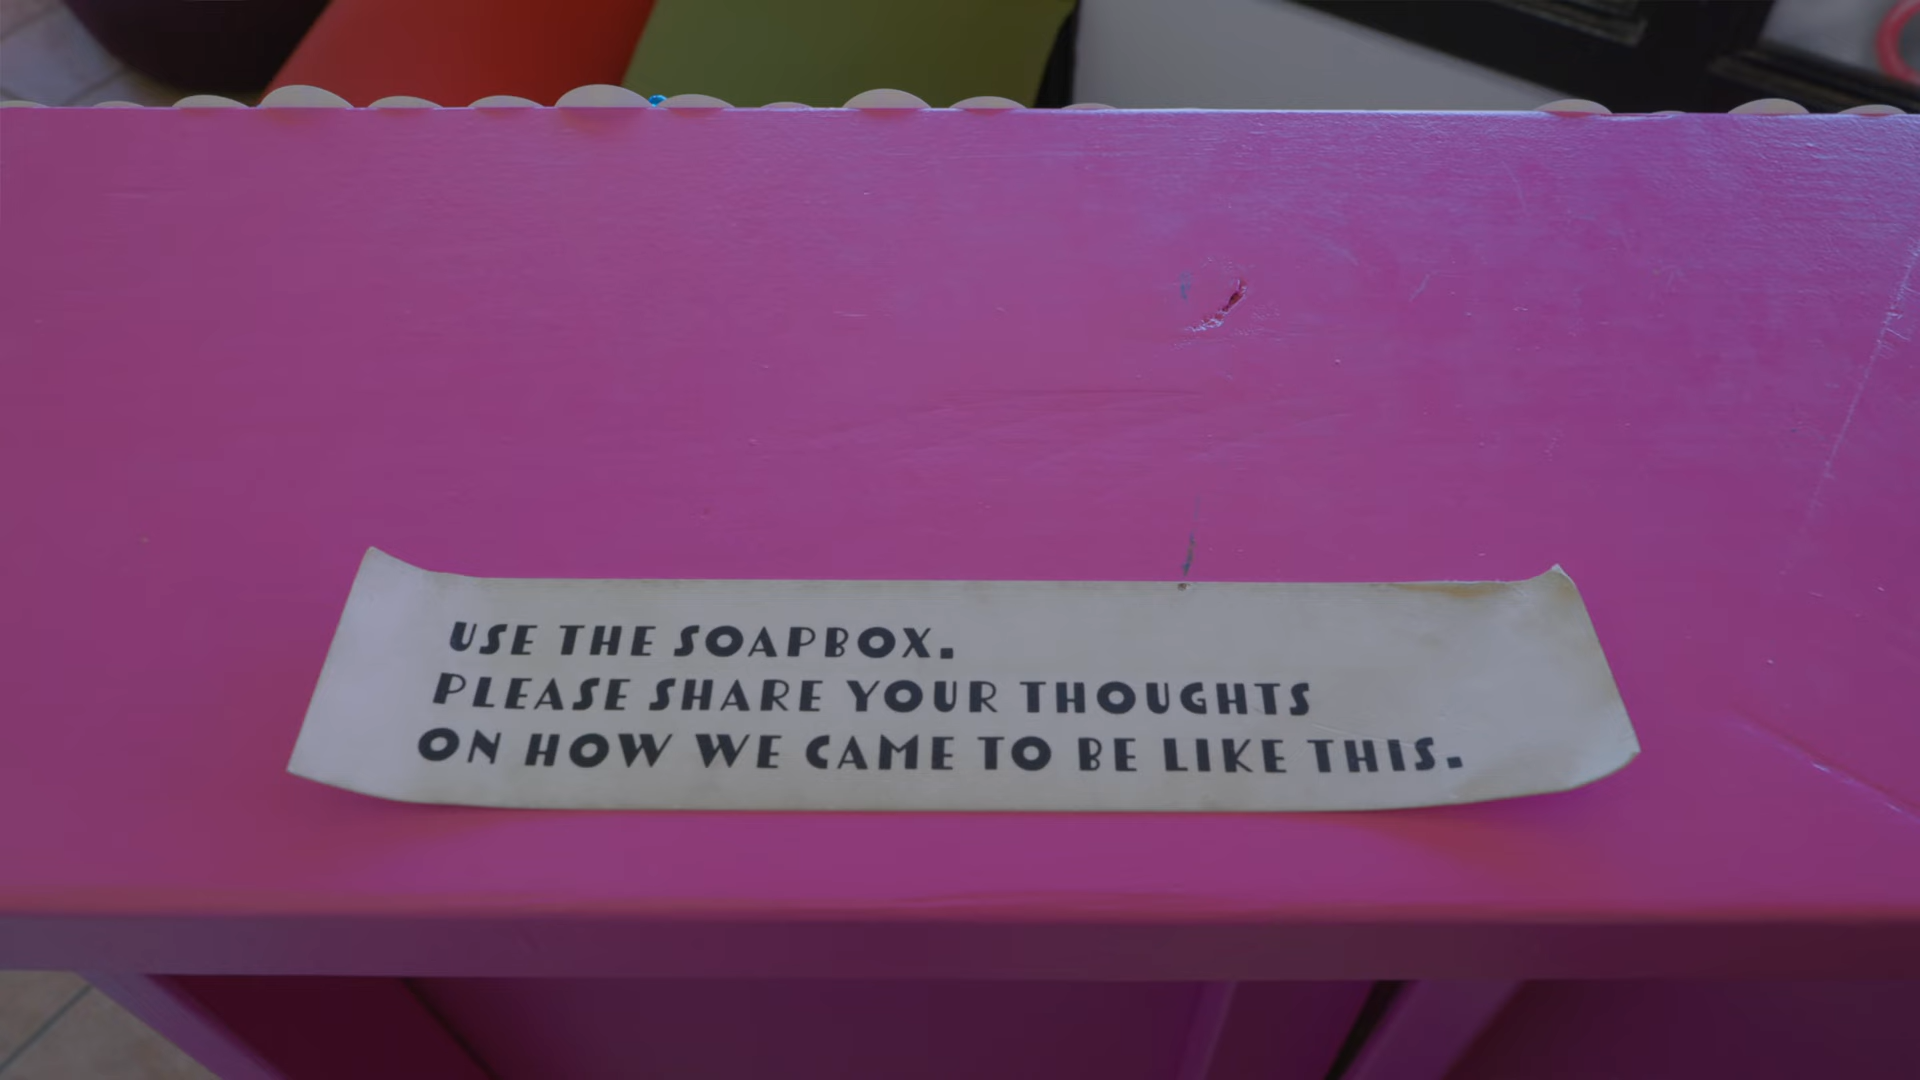 USE THE SOAPBOX.
PLEASE SHARE YOUR THOUGHTS
ON HOW WE CAME TO BE LIKE THIS.